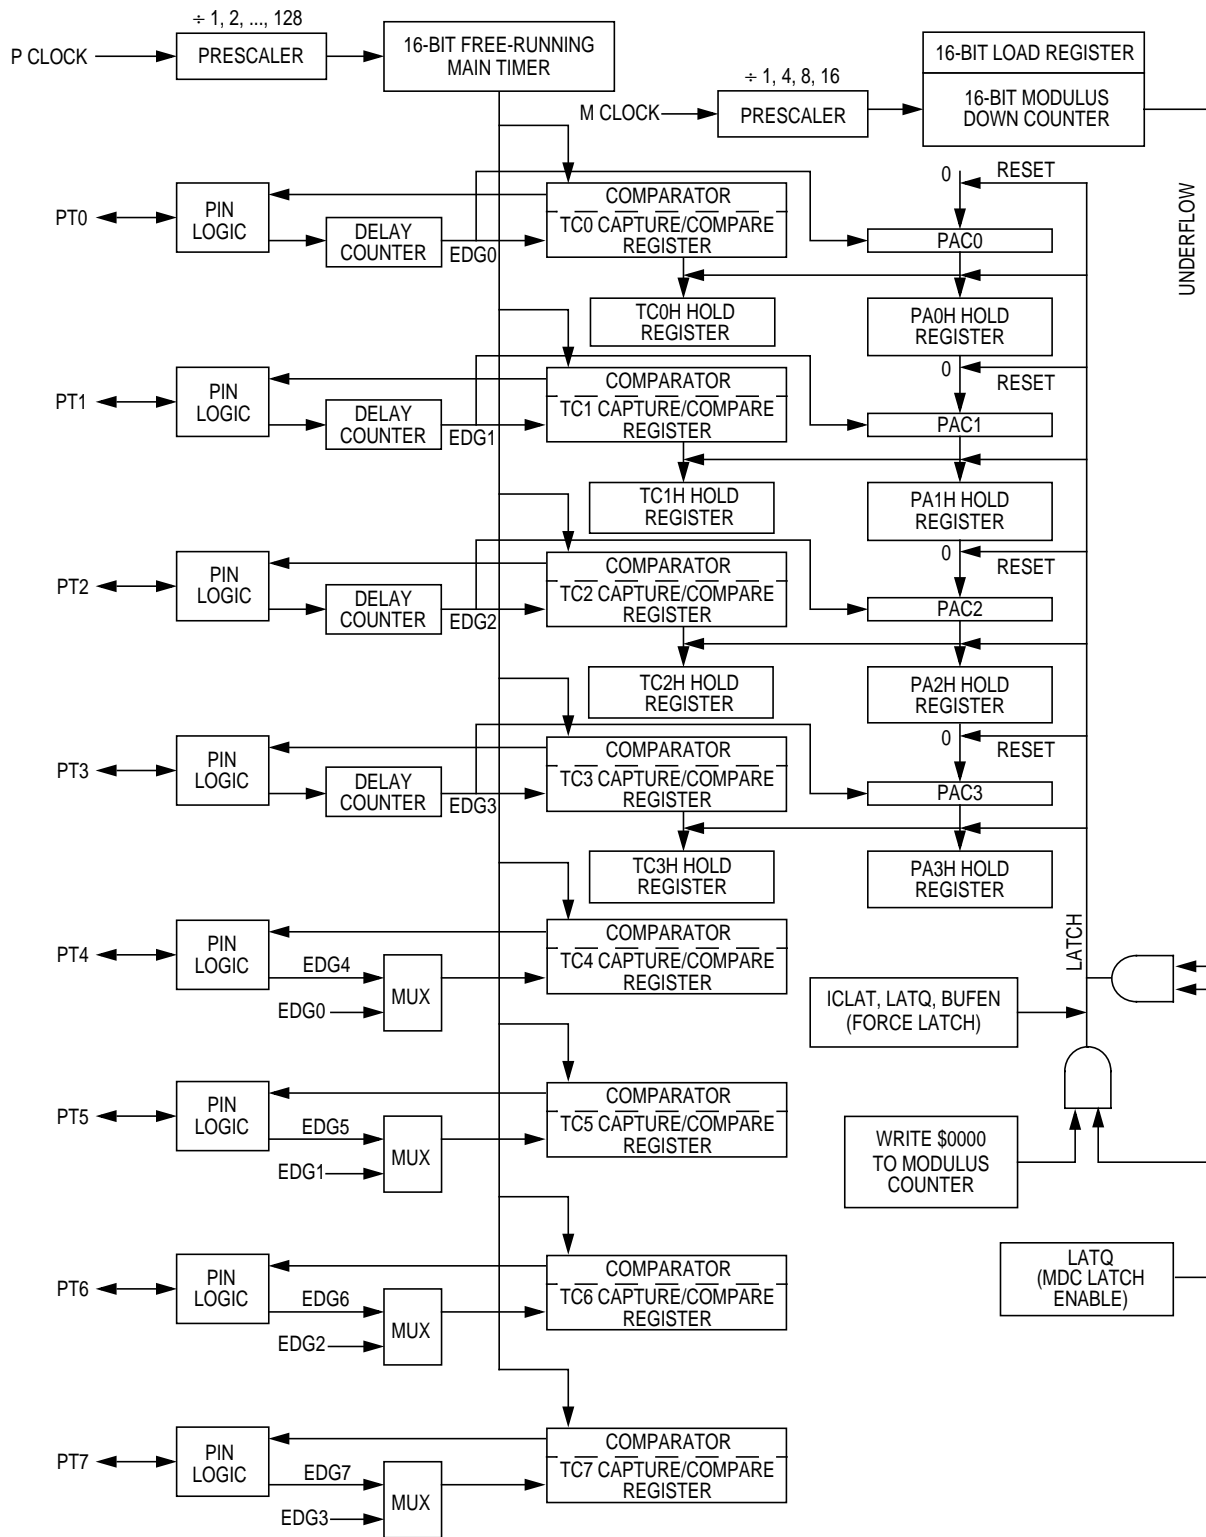 ÷ 1, 2, ..., 128
P CLOCK
PRESCALER
16-BIT FREE-RUNNING
MAIN TIMER
÷ 1, 4, 8, 16
M CLOCK
PRESCALER
16-BIT LOAD REGISTER
16-BIT MODULUS
DOWN COUNTER
UNDERFLOW
PT0
PIN
LOGIC
DELAY
COUNTER
EDG0
COMPARATOR
TC0 CAPTURE/COMPARE
REGISTER
0
RESET
PAC0
TC0H HOLD
REGISTER
PA0H HOLD
REGISTER
PT1
PIN
LOGIC
DELAY
COUNTER
EDG1
COMPARATOR
TC1 CAPTURE/COMPARE
REGISTER
0
RESET
PAC1
TC1H HOLD
REGISTER
PA1H HOLD
REGISTER
PT2
PIN
LOGIC
DELAY
COUNTER
EDG2
COMPARATOR
TC2 CAPTURE/COMPARE
REGISTER
0
RESET
PAC2
TC2H HOLD
REGISTER
PA2H HOLD
REGISTER
PT3
PIN
LOGIC
DELAY
COUNTER
EDG3
COMPARATOR
TC3 CAPTURE/COMPARE
REGISTER
0
RESET
PAC3
TC3H HOLD
REGISTER
PA3H HOLD
REGISTER
LATCH
PT4
PIN
LOGIC
EDG4
EDG0
MUX
COMPARATOR
TC4 CAPTURE/COMPARE
REGISTER
ICLAT, LATQ, BUFEN
(FORCE LATCH)
PT5
PIN
LOGIC
EDG5
EDG1
MUX
COMPARATOR
TC5 CAPTURE/COMPARE
REGISTER
WRITE $0000
TO MODULUS
COUNTER
PT6
PIN
LOGIC
EDG6
EDG2
MUX
COMPARATOR
TC6 CAPTURE/COMPARE
REGISTER
LATQ
(MDC LATCH
ENABLE)
PT7
PIN
LOGIC
EDG7
EDG3
MUX
COMPARATOR
TC7 CAPTURE/COMPARE
REGISTER